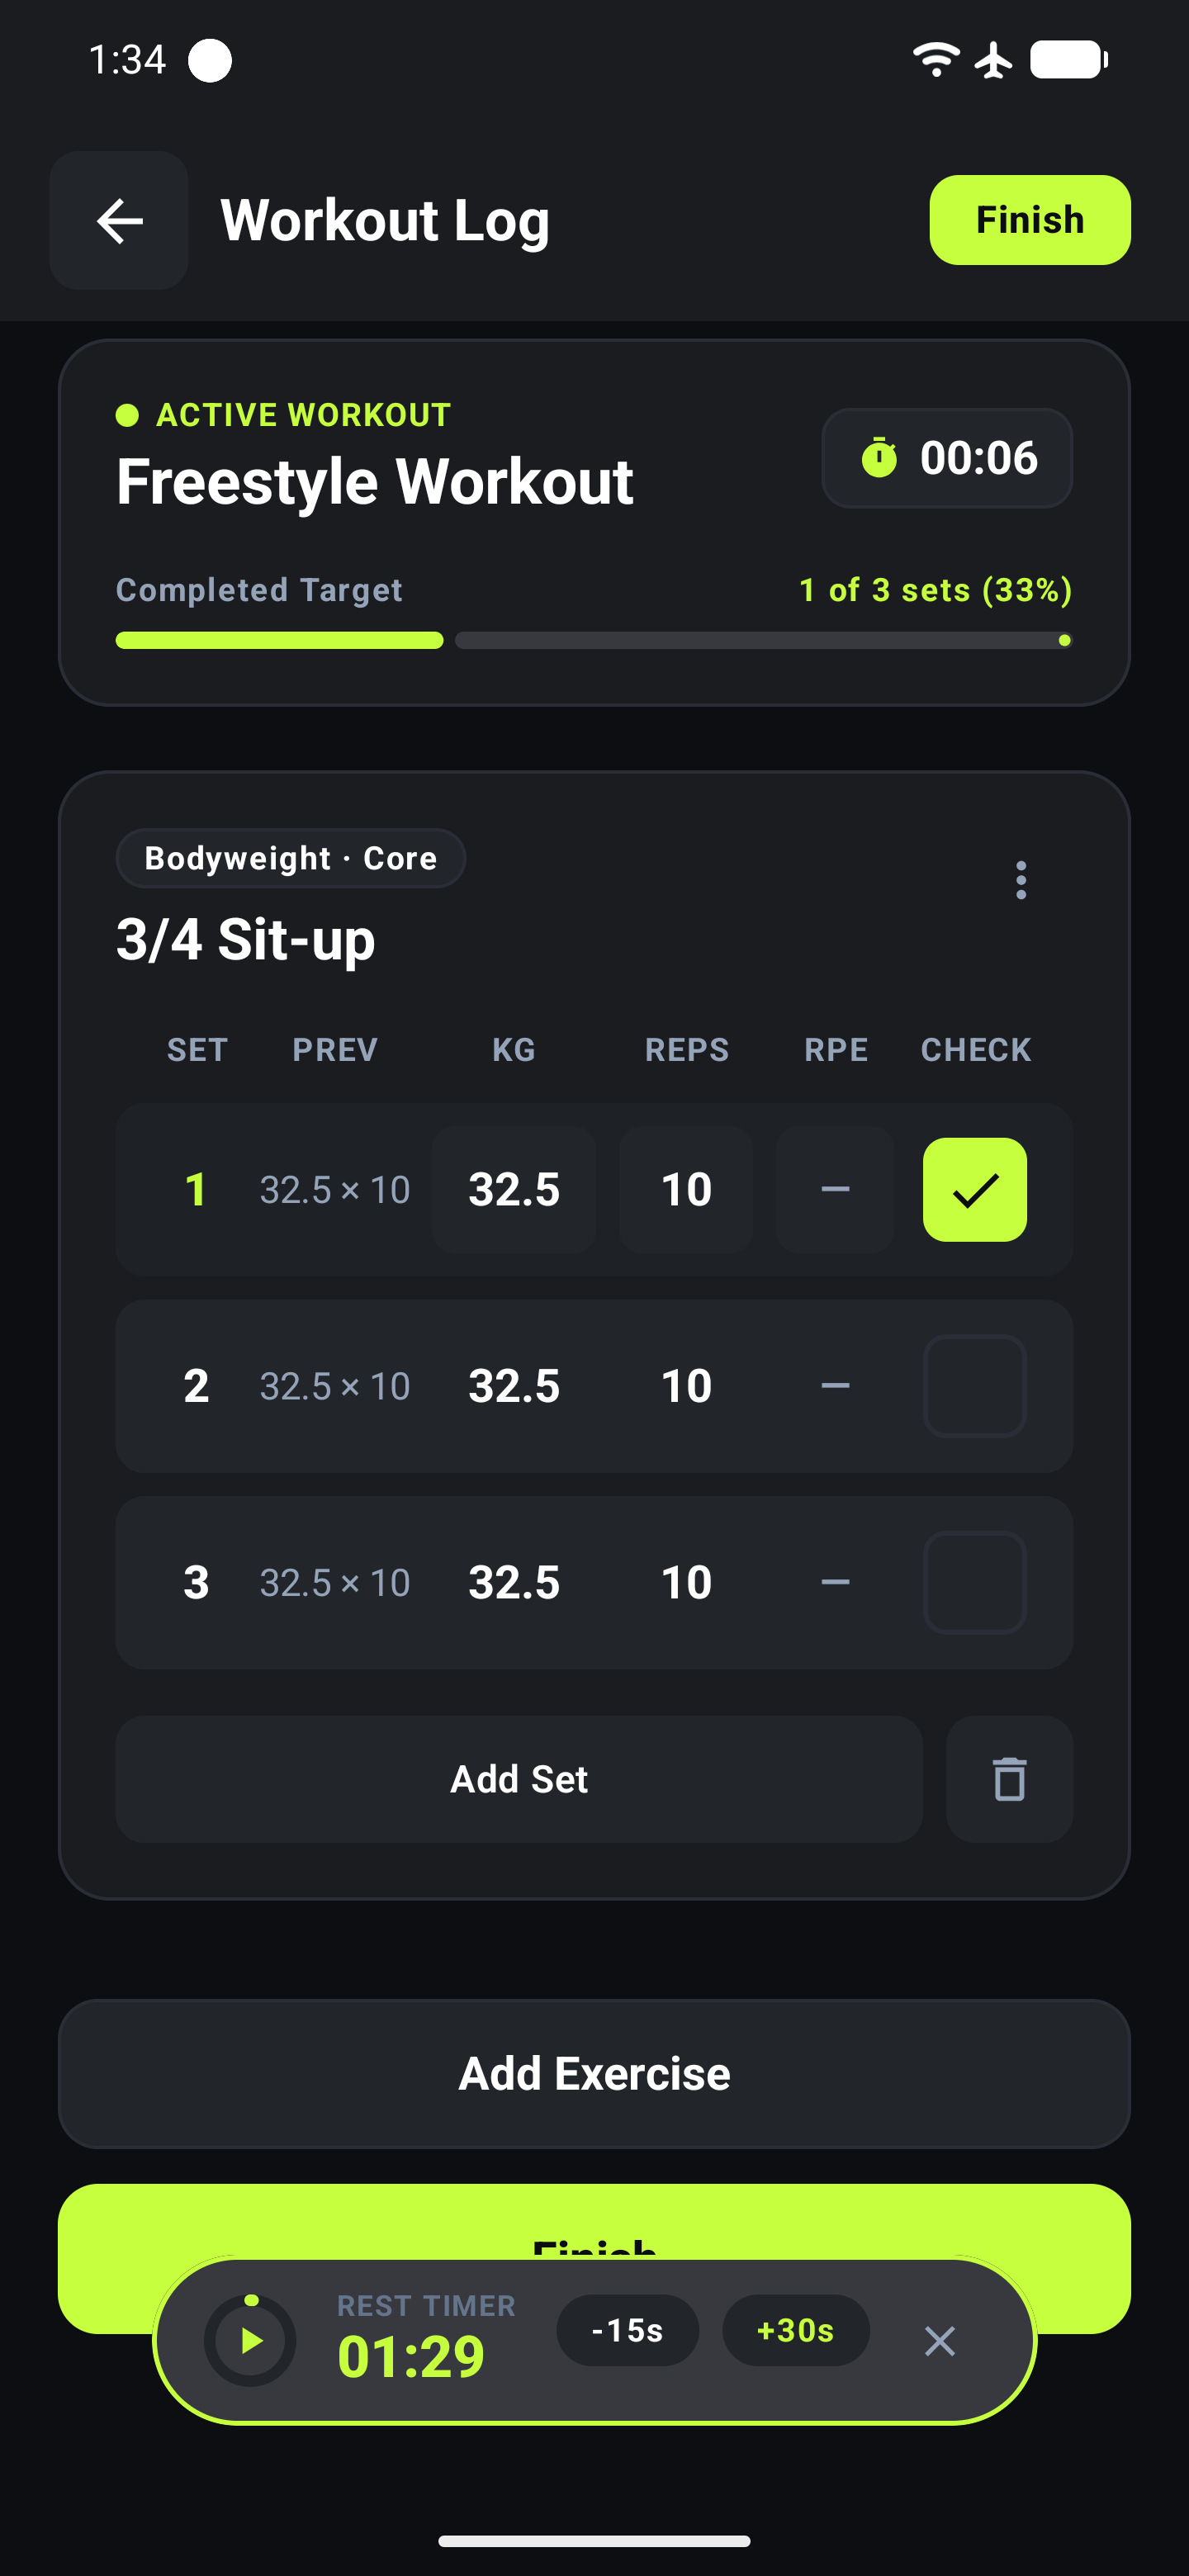 1:34
Workout Log
Finish
ACTIVE WORKOUT
Freestyle Workout
00:06
Completed Target
1 of 3 sets (33%)
Bodyweight · Core
3/4 Sit-up
SET PREV KG REPS RPE CHECK
1 32.5 × 10 32.5 10 –
2 32.5 × 10 32.5 10 –
3 32.5 × 10 32.5 10 –
Add Set
Add Exercise
Finish
REST TIMER
01:29
-15s
+30s